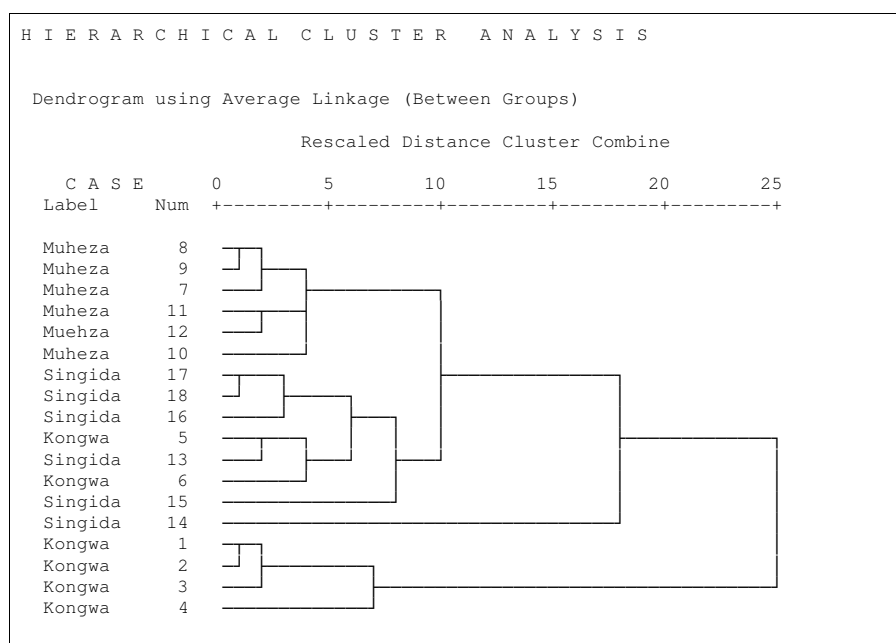 H I E R A R C H I C A L   C L U S T E R   A N A L Y S I S
Dendrogram using Average Linkage (Between Groups)
Rescaled Distance Cluster Combine
C A S E 0 5 10 15 20 25
Label Num +---------+---------+---------+---------+---------+
Muheza 8
Muheza 9
Muheza 7
Muheza 11
Muehza 12
Muheza 10
Singida 17
Singida 18
Singida 16
Kongwa 5
Singida 13
Kongwa 6
Singida 15
Singida 14
Kongwa 1
Kongwa 2
Kongwa 3
Kongwa 4